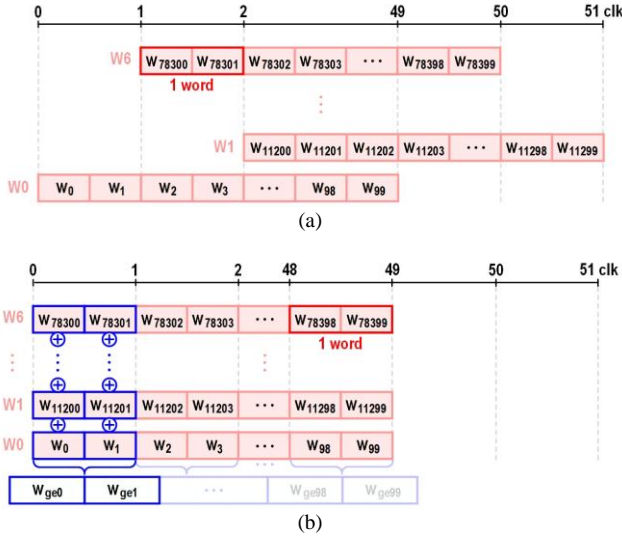 0 1 2 49 50 51 clk
W6 W78300 W78301 W78302 W78303 ··· W78398 W78399
1 word
W1 W11200 W11201 W11202 W11203 ··· W11298 W11299
W0 W0 W1 W2 W3 ··· W98 W99
(a)
0 1 2 48 49 50 51 clk
W6 W78300 W78301 W78302 W78303 ··· W78398 W78399
1 word
W1 W11200 W11201 W11202 W11203 ··· W11298 W11299
W0 W0 W1 W2 W3 ··· W98 W99
Wge0 Wge1 ··· Wge98 Wge99
(b)